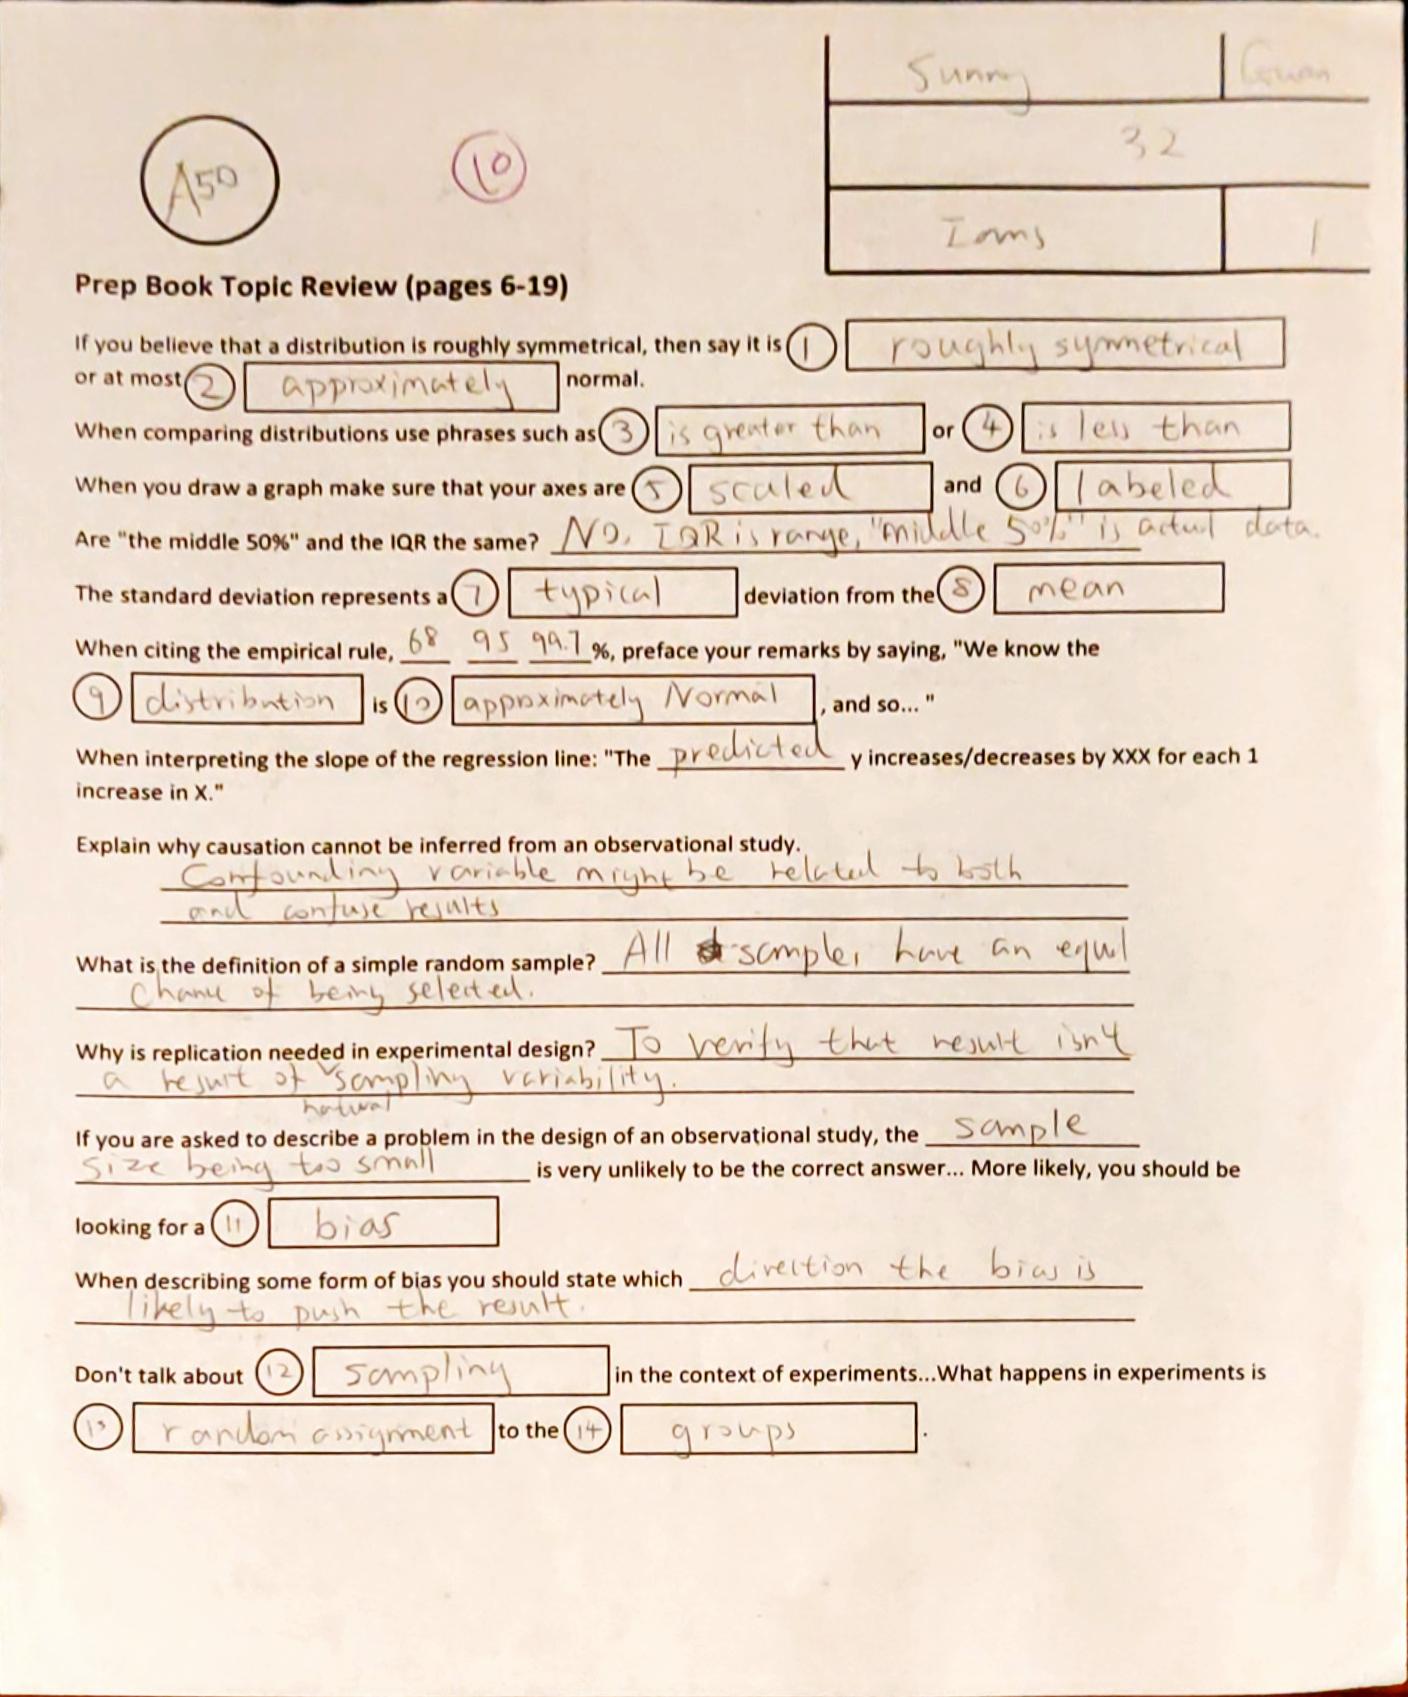 Sunny Guan
32
A50 10
Ioms 1
Prep Book Topic Review (pages 6-19)
If you believe that a distribution is roughly symmetrical, then say it is 1 roughly symmetrical
or at most 2 approximately normal.
When comparing distributions use phrases such as 3 is greater than or 4 is less than
When you draw a graph make sure that your axes are 5 scaled and 6 labeled
Are "the middle 50%" and the IQR the same? No. IQR is range, "middle 50%" is actual data.
The standard deviation represents a 7 typical deviation from the 8 mean
When citing the empirical rule, 68 95 99.7 %, preface your remarks by saying, "We know the
9 distribution is 10 approximately Normal, and so... "
When interpreting the slope of the regression line: "The predicted y increases/decreases by XXX for each 1
increase in X."
Explain why causation cannot be inferred from an observational study.
Confounding variable might be related to both
and confuse results
What is the definition of a simple random sample? All samples have an equal
chance of being selected.
Why is replication needed in experimental design? To verify that result isn't
a result of sampling variability.
natural
If you are asked to describe a problem in the design of an observational study, the sample
size being too small is very unlikely to be the correct answer... More likely, you should be
looking for a 11 bias
When describing some form of bias you should state which direction the bias is
likely to push the result.
Don't talk about 12 sampling in the context of experiments...What happens in experiments is
13 random assignment to the 14 groups.